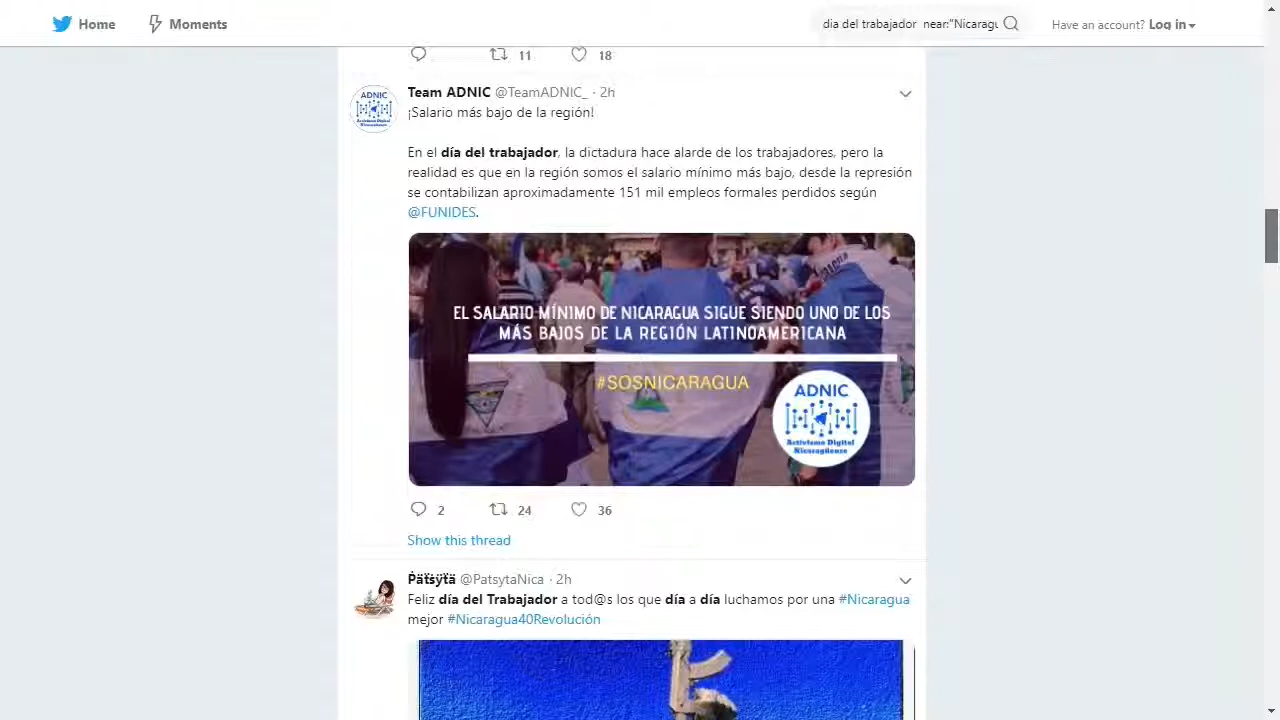 Home
Moments
día del trabajador near:"Nicaragu
Have an account? Log in
11
18
Team ADNIC @TeamADNIC_ · 2h
¡Salario más bajo de la región!
En el día del trabajador, la dictadura hace alarde de los trabajadores, pero la
realidad es que en la región somos el salario mínimo más bajo, desde la represión
se contabilizan aproximadamente 151 mil empleos formales perdidos según
@FUNIDES.
EL SALARIO MÍNIMO DE NICARAGUA SIGUE SIENDO UNO DE LOS
MÁS BAJOS DE LA REGIÓN LATINOAMERICANA
#SOSNICARAGUA
ADNIC
Activismo Digital
Nicaragüense
2
24
36
Show this thread
Päẗsÿẗä @PatsytaNica · 2h
Feliz día del Trabajador a tod@s los que día a día luchamos por una #Nicaragua
mejor #Nicaragua40Revolución